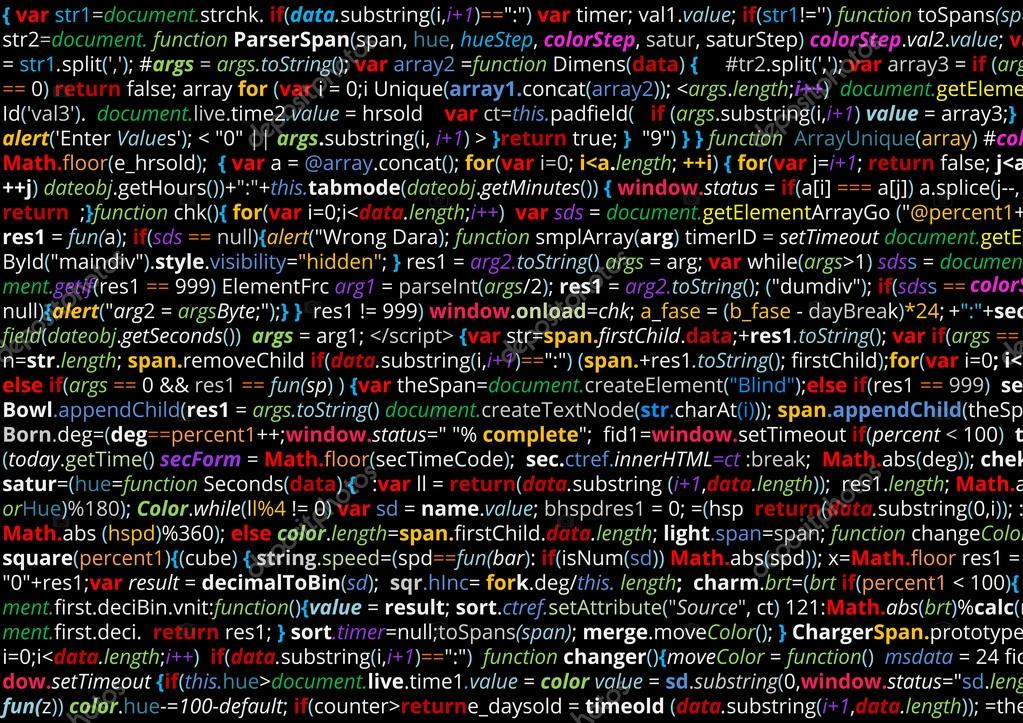 { var str1=document.strchk. if(data.substring(i,i+1)==":") var timer; val1.value; if(str1!='') function toSpans(sp
str2=document. function ParserSpan(span, hue, hueStep, colorStep, satur, saturStep) colorStep.val2.value; v
= str1.split(','); #args = args.toString(); var array2 =function Dimens(data) { #tr2.split(','); var array3 = if (arg
== 0) return false; array for (var i = 0;i Unique(array1.concat(array2)); <args.length;i++) document.getEleme
Id('val3'). document.live.time2.value = hrsold var ct=this.padfield( if (args.substring(i,i+1) value = array3;}
alert('Enter Values'); < "0" || args.substring(i, i+1) > }return true; } "9") } } function ArrayUnique(array) #col
Math.floor(e_hrsold); { var a = @array.concat(); for(var i=0; i<a.length; ++i) { for(var j=i+1; return false; j<a
++j) dateobj.getHours())+":"+this.tabmode(dateobj.getMinutes()) { window.status = if(a[i] === a[j]) a.splice(j--,
return ;}function chk(){ for(var i=0;i<data.length;i++) var sds = document.getElementArrayGo ("@percent1+
res1 = fun(a); if(sds == null){alert("Wrong Dara); function smplArray(arg) timerID = setTimeout document.getE
ById("maindiv").style.visibility="hidden"; } res1 = arg2.toString() args = arg; var while(args>1) sdss = documen
ment.getif(res1 == 999) ElementFrc arg1 = parseInt(args/2); res1 = arg2.toString(); ("dumdiv"); if(sdss == colorS
null){alert("arg2 = argsByte;");} } res1 != 999) window.onload=chk; a_fase = (b_fase - dayBreak)*24; +":"+sec
field(dateobj.getSeconds()) args = arg1; </script> {var str=span.firstChild.data;+res1.toString(); var if(args ==
n=str.length; span.removeChild if(data.substring(i,i+1)==":") (span.+res1.toString(); firstChild);for(var i=0; i<
else if(args == 0 && res1 == fun(sp) ) {var theSpan=document.createElement("Blind");else if(res1 == 999) se
Bowl.appendChild(res1 = args.toString() document.createTextNode(str.charAt(i))); span.appendChild(theSp
Born.deg=(deg==percent1++;window.status=" "% complete"; fid1=window.setTimeout if(percent < 100) t
(today.getTime() secForm = Math.floor(secTimeCode); sec.ctref.innerHTML=ct :break; Math.abs(deg)); chek
satur=(hue=function Seconds(data) { :var ll = return(data.substring (i+1,data.length)); res1.length; Math.a
orHue)%180); Color.while(ll%4 != 0) var sd = name.value; bhspdres1 = 0; =(hsp return(data.substring(0,i)); :
Math.abs (hspd)%360); else color.length=span.firstChild.data.length; light.span=span; function changeColo
square(percent1){(cube) {string.speed=(spd==fun(bar): if(isNum(sd)) Math.abs(spd)); x=Math.floor res1 =
"0"+res1;var result = decimalToBin(sd); sqr.hInc= fork.deg/this. length; charm.brt=(brt if(percent1 < 100){
ment.first.deciBin.vnit:function(){value = result; sort.ctref.setAttribute("Source", ct) 121:Math.abs(brt)%calc(
ment.first.deci. return res1; } sort.timer=null;toSpans(span); merge.moveColor(); } ChargerSpan.prototype
i=0;i<data.length;i++) if(data.substring(i,i+1)==":") function changer(){moveColor = function() msdata = 24 fid
dow.setTimeout {if(this.hue>document.live.time1.value = color value = sd.substring(0,window.status="sd.leng
fun(z)) color.hue-=100-default; if(counter>returne_daysold = timeold (data.substring(i+1,data.length)); =the